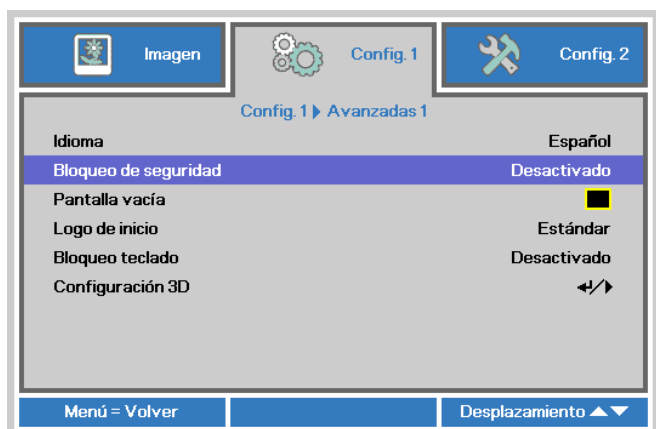 Imagen Config. 1 Config. 2
Config. 1 Avanzadas 1
Idioma Español
Bloqueo de seguridad Desactivado
Pantalla vacía
Logo de inicio Estándar
Bloqueo teclado Desactivado
Configuración 3D /
Menú = Volver Desplazamiento